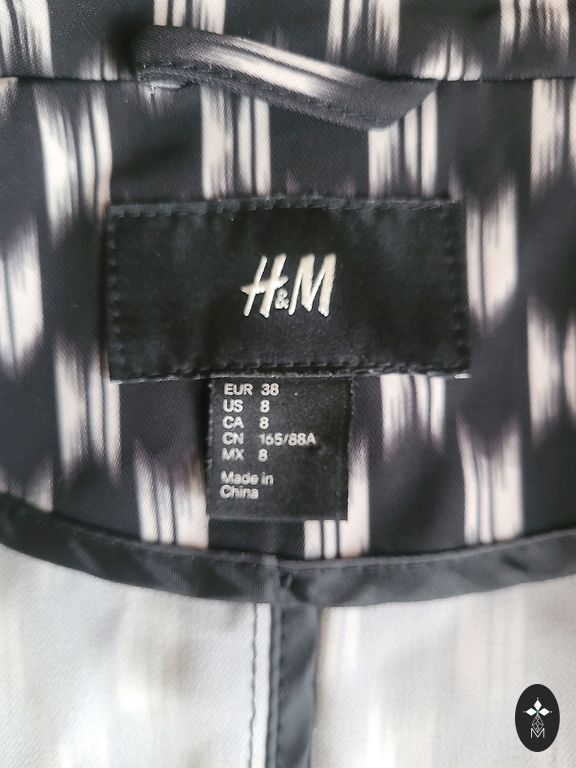 H&M
EUR 38
US 8
CA 8
CN 165/88A
MX 8
Made in
China
M